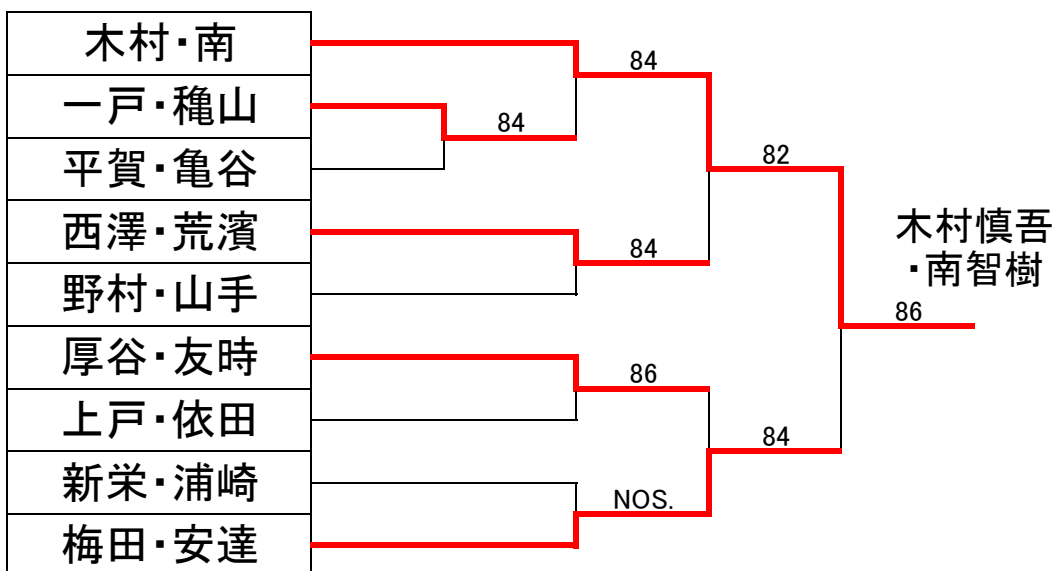 木村・南
一戸・穐山
平賀・亀谷
西澤・荒濱
野村・山手
厚谷・友時
上戸・依田
新栄・浦崎
梅田・安達
84
84
84
86
NOS.
82
84
木村慎吾
・南智樹
86